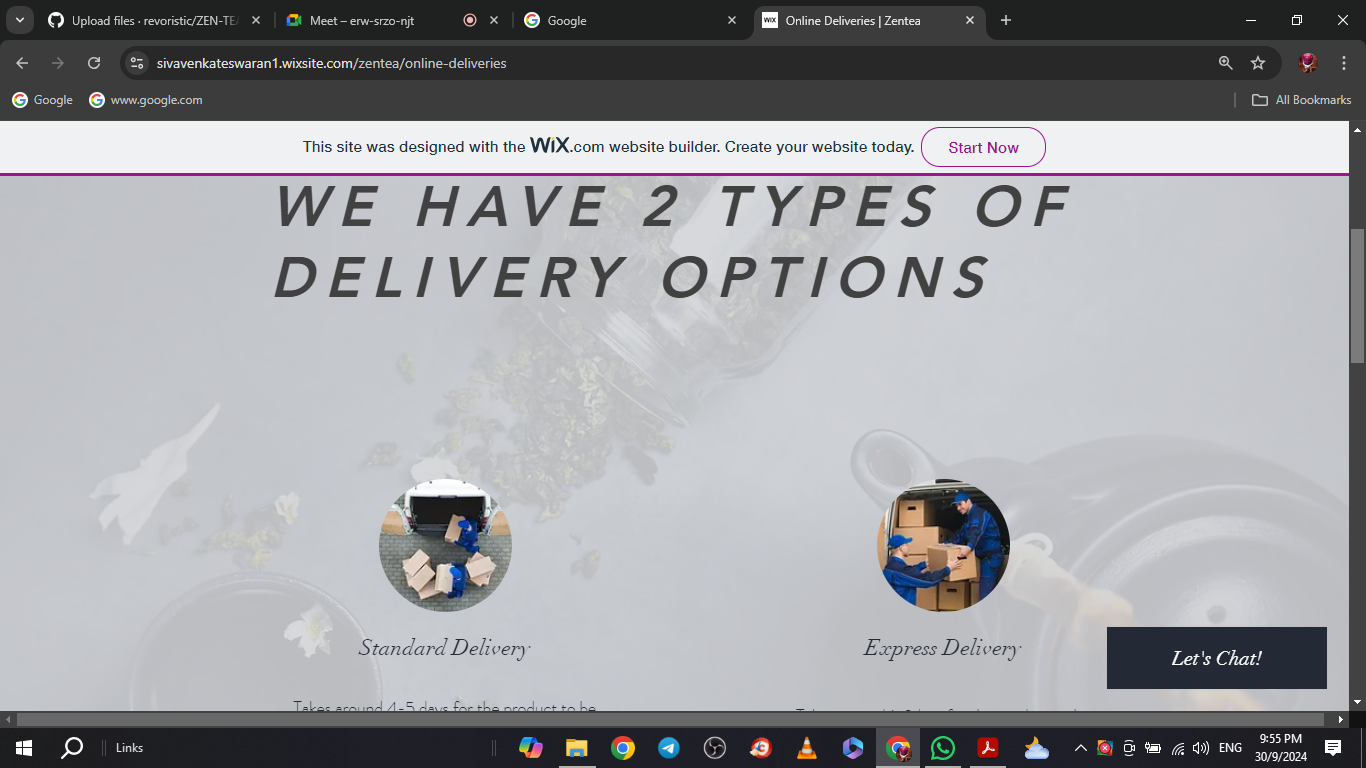 Upload files · revoristic/ZEN-TEA
Meet – erw-srzo-njt
Google
WiX
Online Deliveries | Zentea
sivavenkateswaran1.wixsite.com/zentea/online-deliveries
Google
www.google.com
All Bookmarks
This site was designed with the WiX.com website builder. Create your website today.
Start Now
WE HAVE 2 TYPES OF
DELIVERY OPTIONS
Standard Delivery
Express Delivery
Let's Chat!
Takes around 4-5 days for the product to be
Links
ENG
9:55 PM
30/9/2024